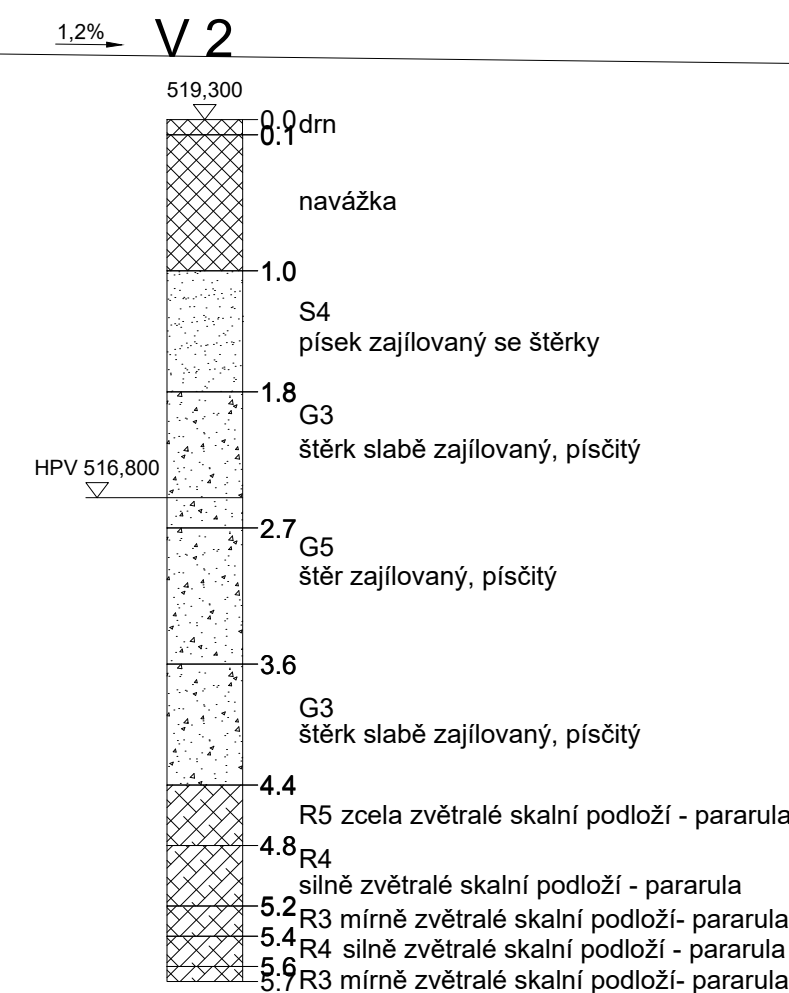 1,2%
V 2
519,300
0.0
drn
0.1
navážka
1.0
S4
písek zajílovaný se štěrky
1.8
G3
štěrk slabě zajílovaný, písčitý
HPV 516,800
2.7
G5
štěr zajílovaný, písčitý
3.6
G3
štěrk slabě zajílovaný, písčitý
4.4
R5 zcela zvětralé skalní podloží - pararula
4.8
R4
silně zvětralé skalní podloží - pararula
5.2
R3 mírně zvětralé skalní podloží- pararula
5.4
R4 silně zvětralé skalní podloží - pararula
5.6
5.7
R3 mírně zvětralé skalní podloží- pararula